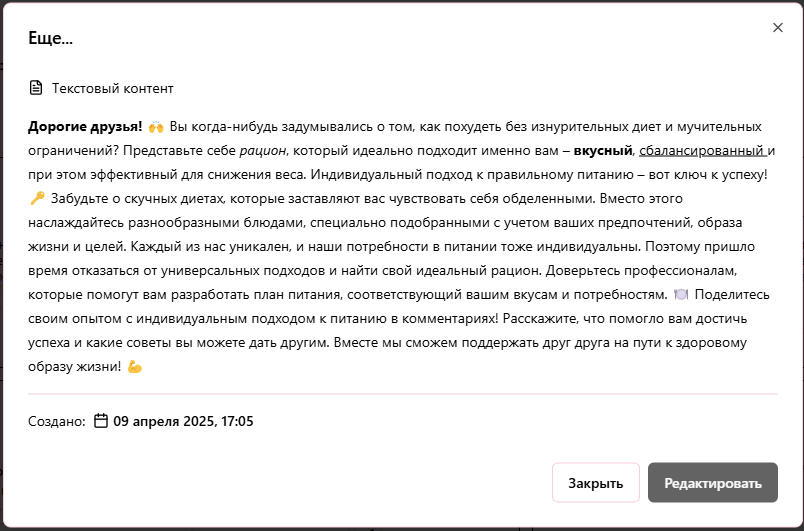 Еще...
Текстовый контент
Дорогие друзья! 🙌 Вы когда-нибудь задумывались о том, как похудеть без изнурительных диет и мучительных
ограничений? Представьте себе рацион, который идеально подходит именно вам – вкусный, сбалансированный и
при этом эффективный для снижения веса. Индивидуальный подход к правильному питанию – вот ключ к успеху!
🔑 Забудьте о скучных диетах, которые заставляют вас чувствовать себя обделенными. Вместо этого
наслаждайтесь разнообразными блюдами, специально подобранными с учетом ваших предпочтений, образа
жизни и целей. Каждый из нас уникален, и наши потребности в питании тоже индивидуальны. Поэтому пришло
время отказаться от универсальных подходов и найти свой идеальный рацион. Доверьтесь профессионалам,
которые помогут вам разработать план питания, соответствующий вашим вкусам и потребностям. 🍽️ Поделитесь
своим опытом с индивидуальным подходом к питанию в комментариях! Расскажите, что помогло вам достичь
успеха и какие советы вы можете дать другим. Вместе мы сможем поддержать друг друга на пути к здоровому
образу жизни! 💪
Создано: 09 апреля 2025, 17:05
Закрыть Редактировать